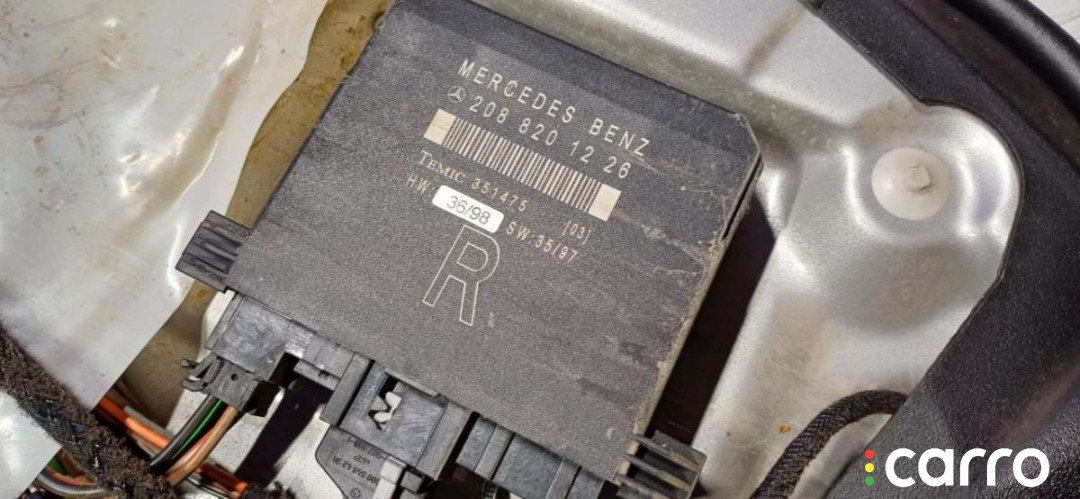 MERCEDES BENZ
208 820 12 26
TEMIC 351475 [03]
HW: 36/98 SW:35/97
R
carro